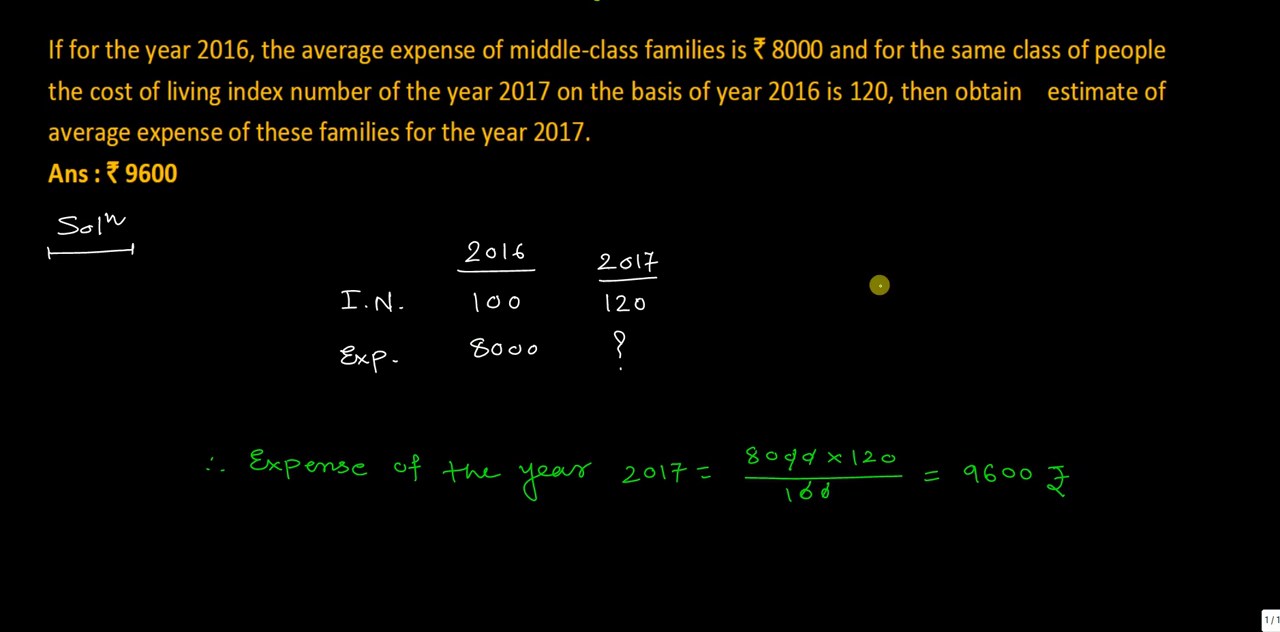 If for the year 2016, the average expense of middle-class families is ₹ 8000 and for the same class of people
the cost of living index number of the year 2017 on the basis of year 2016 is 120, then obtain estimate of
average expense of these families for the year 2017.
Ans : ₹ 9600
Solⁿ
2016 2017
I.N. 100 120
Exp. 8000 ?
∴ Expense of the year 2017 = 8000 × 120 / 100 = 9600 ₹
1/1